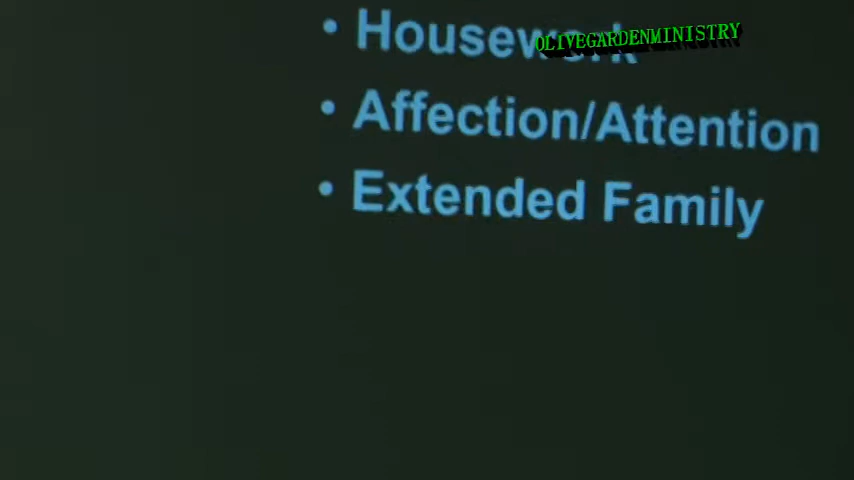 • Housework
OLIVEGARDENMINISTRY
• Affection/Attention
• Extended Family